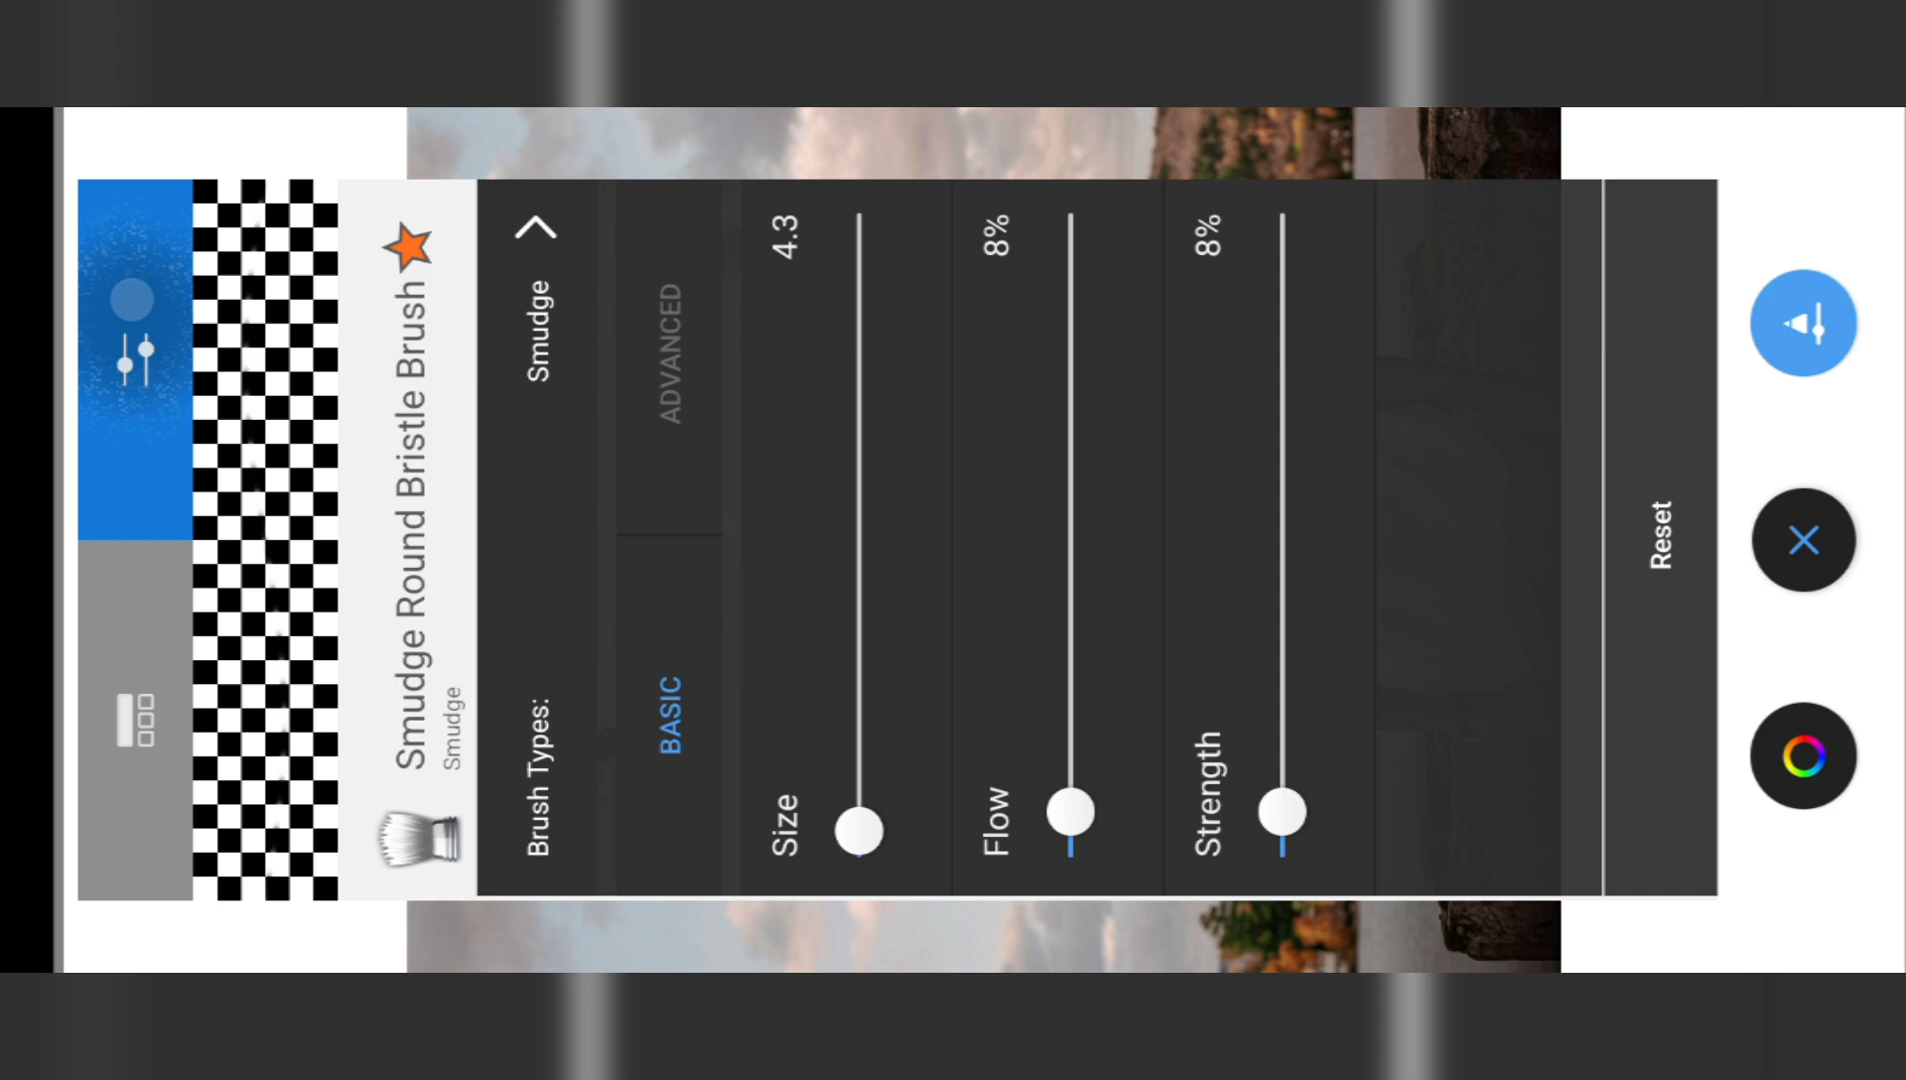 Smudge Round Bristle Brush
Smudge
Brush Types: Smudge
BASIC ADVANCED
Size 4.3
Flow 8%
Strength 8%
Reset